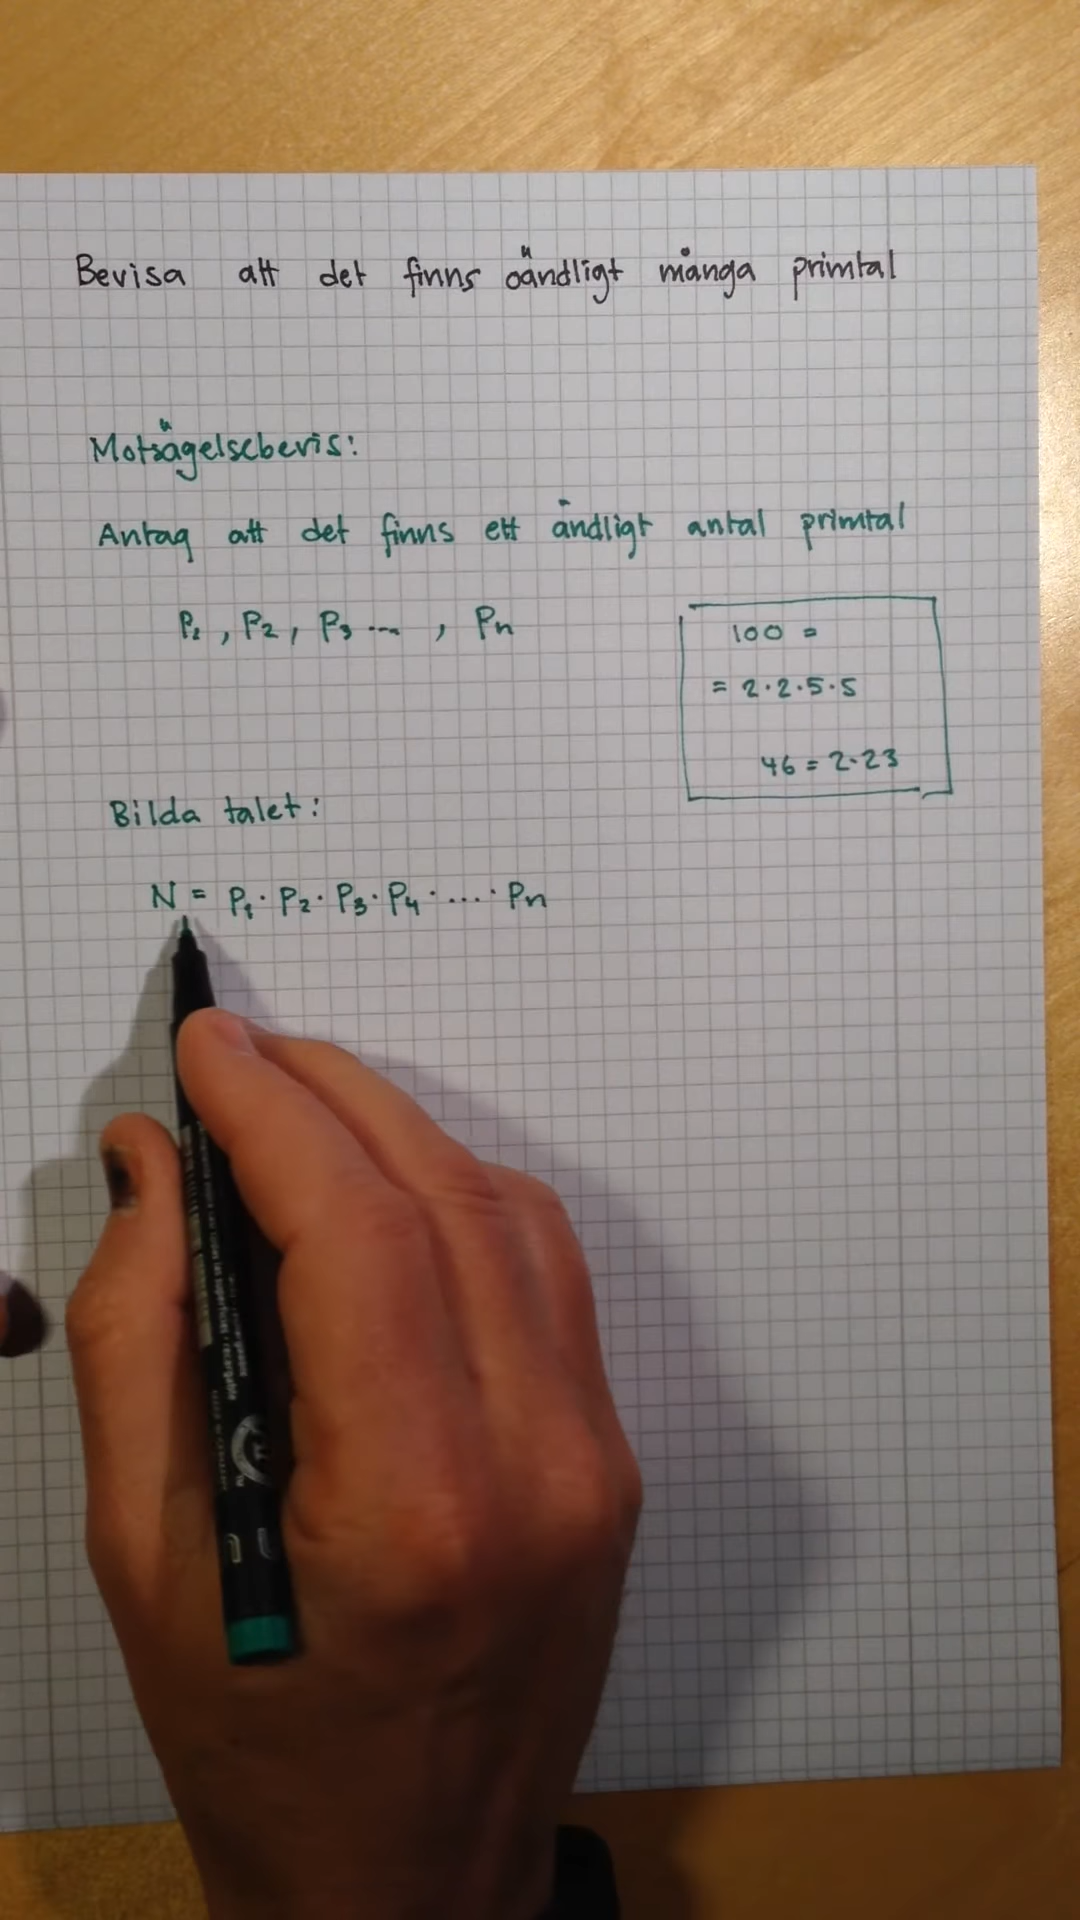 Bevisa att det finns oändligt många primtal
Motsägelsebevis:
Antag att det finns ett ändligt antal primtal
P₁, P₂, P₃ ... , Pₙ
100 =
= 2·2·5·5
46 = 2·23
Bilda talet:
N = P₁·P₂·P₃·P₄·....·Pₙ